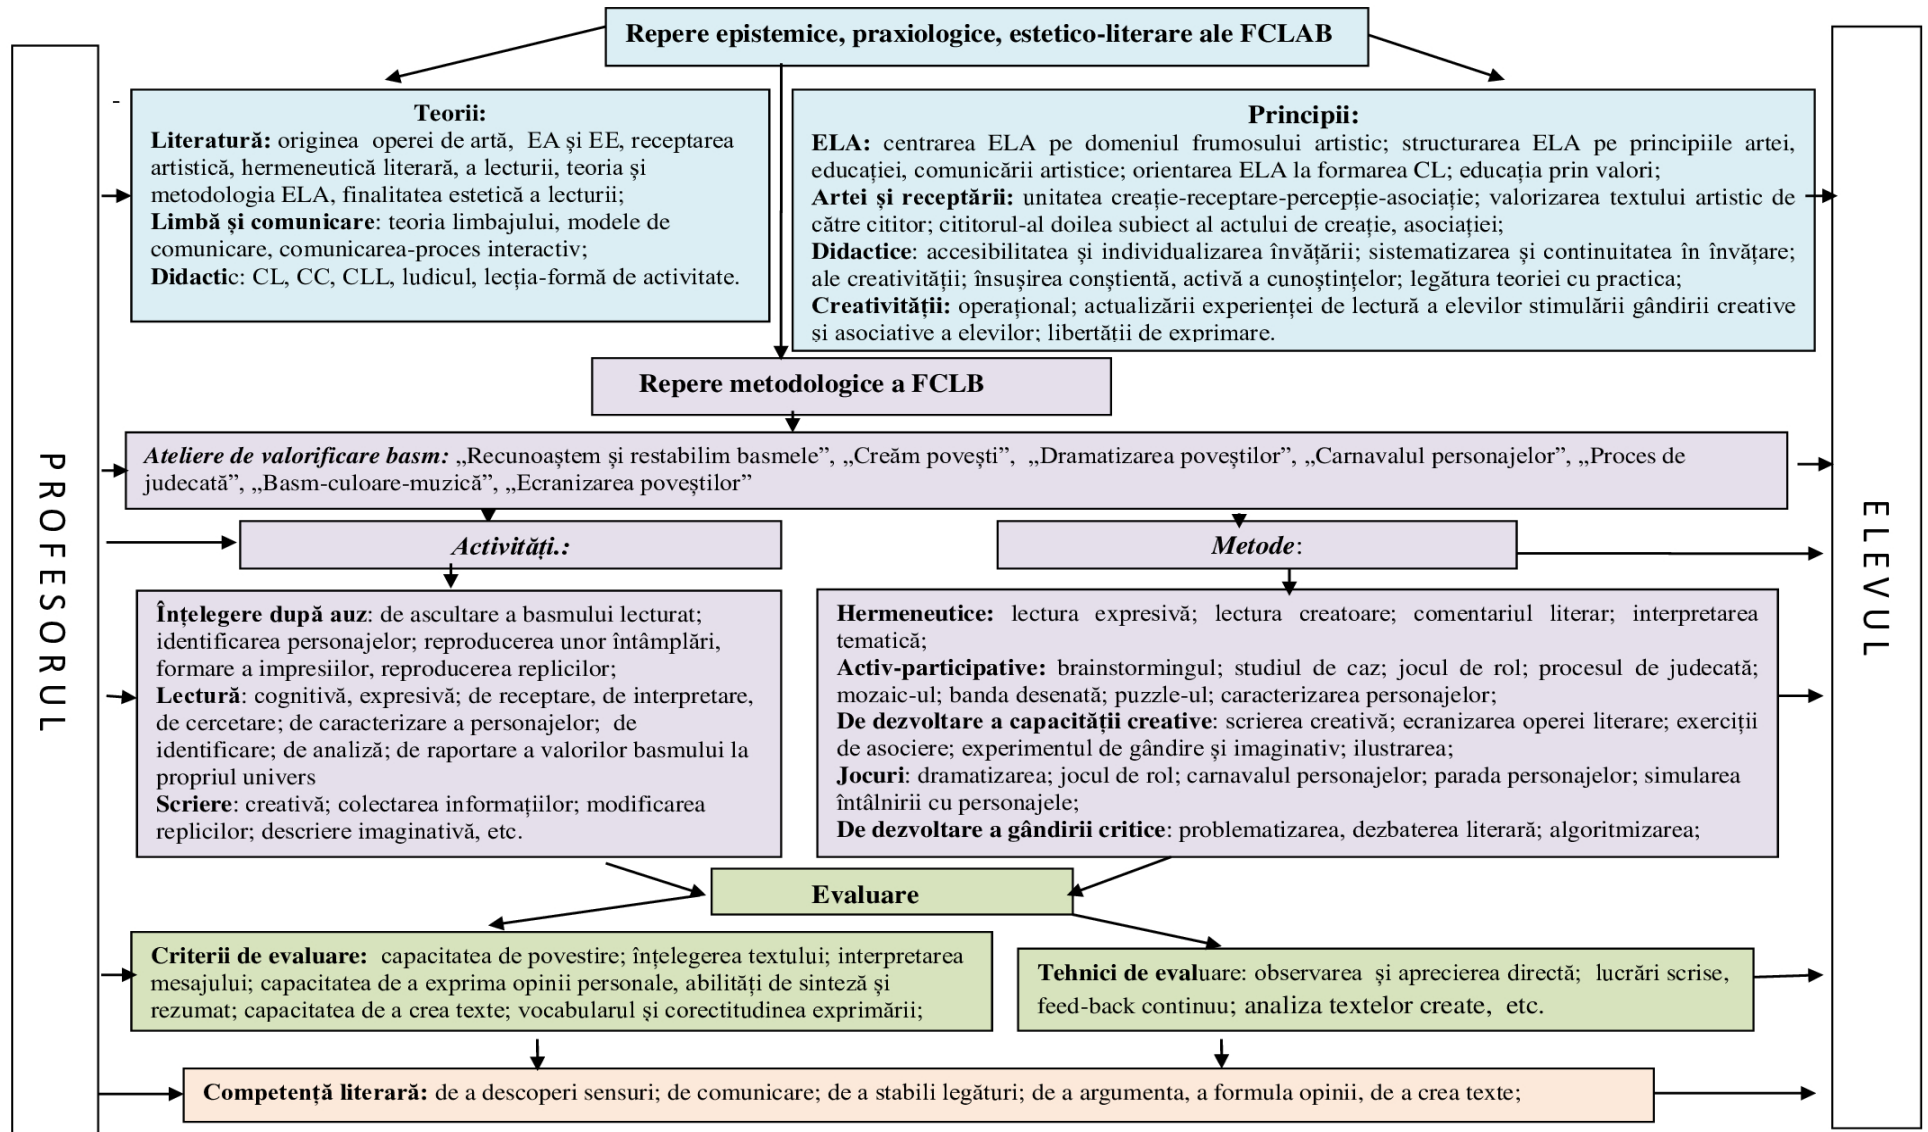 Repere epistemice, praxiologice, estetico-literare ale FCLAB
PROFESORUL
-
Teorii:
Literatură: originea operei de artă, EA și EE, receptarea
artistică, hermeneutică literară, a lecturii, teoria și
metodologia ELA, finalitatea estetică a lecturii;
Limbă și comunicare: teoria limbajului, modele de
comunicare, comunicarea-proces interactiv;
Didactic: CL, CC, CLL, ludicul, lecția-formă de activitate.
Principii:
ELA: centrarea ELA pe domeniul frumosului artistic; structurarea ELA pe principiile artei,
educației, comunicării artistice; orientarea ELA la formarea CL; educația prin valori;
Artei și receptării: unitatea creație-receptare-percepție-asociație; valorizarea textului artistic de
către cititor; cititorul-al doilea subiect al actului de creație, asociației;
Didactice: accesibilitatea și individualizarea învățării; sistematizarea și continuitatea în învățare;
ale creativității; însușirea conștientă, activă a cunoștințelor; legătura teoriei cu practica;
Creativității: operațional; actualizării experienței de lectură a elevilor stimulării gândirii creative
și asociative a elevilor; libertății de exprimare.
ELEVUL
Repere metodologice a FCLB
Ateliere de valorificare basm: „Recunoaștem și restabilim basmele”, „Creăm povești”, „Dramatizarea poveștilor”, „Carnavalul personajelor”, „Proces de
judecată”, „Basm-culoare-muzică”, „Ecranizarea poveștilor”
Activități.:
Metode:
Înțelegere după auz: de ascultare a basmului lecturat;
identificarea personajelor; reproducerea unor întâmplări,
formare a impresiilor, reproducerea replicilor;
Lectură: cognitivă, expresivă; de receptare, de interpretare,
de cercetare; de caracterizare a personajelor; de
identificare; de analiză; de raportare a valorilor basmului la
propriul univers
Scriere: creativă; colectarea informațiilor; modificarea
replicilor; descriere imaginativă, etc.
Hermeneutice: lectura expresivă; lectura creatoare; comentariul literar; interpretarea
tematică;
Activ-participative: brainstormingul; studiul de caz; jocul de rol; procesul de judecată;
mozaic-ul; banda desenată; puzzle-ul; caracterizarea personajelor;
De dezvoltare a capacității creative: scrierea creativă; ecranizarea operei literare; exerciții
de asociere; experimentul de gândire și imaginativ; ilustrarea;
Jocuri: dramatizarea; jocul de rol; carnavalul personajelor; parada personajelor; simularea
întâlnirii cu personajele;
De dezvoltare a gândirii critice: problematizarea, dezbaterea literară; algoritmizarea;
Evaluare
Criterii de evaluare: capacitatea de povestire; înțelegerea textului; interpretarea
mesajului; capacitatea de a exprima opinii personale, abilități de sinteză și
rezumat; capacitatea de a crea texte; vocabularul și corectitudinea exprimării;
Tehnici de evaluare: observarea și aprecierea directă; lucrări scrise,
feed-back continuu; analiza textelor create, etc.
Competență literară: de a descoperi sensuri; de comunicare; de a stabili legături; de a argumenta, a formula opinii, de a crea texte;